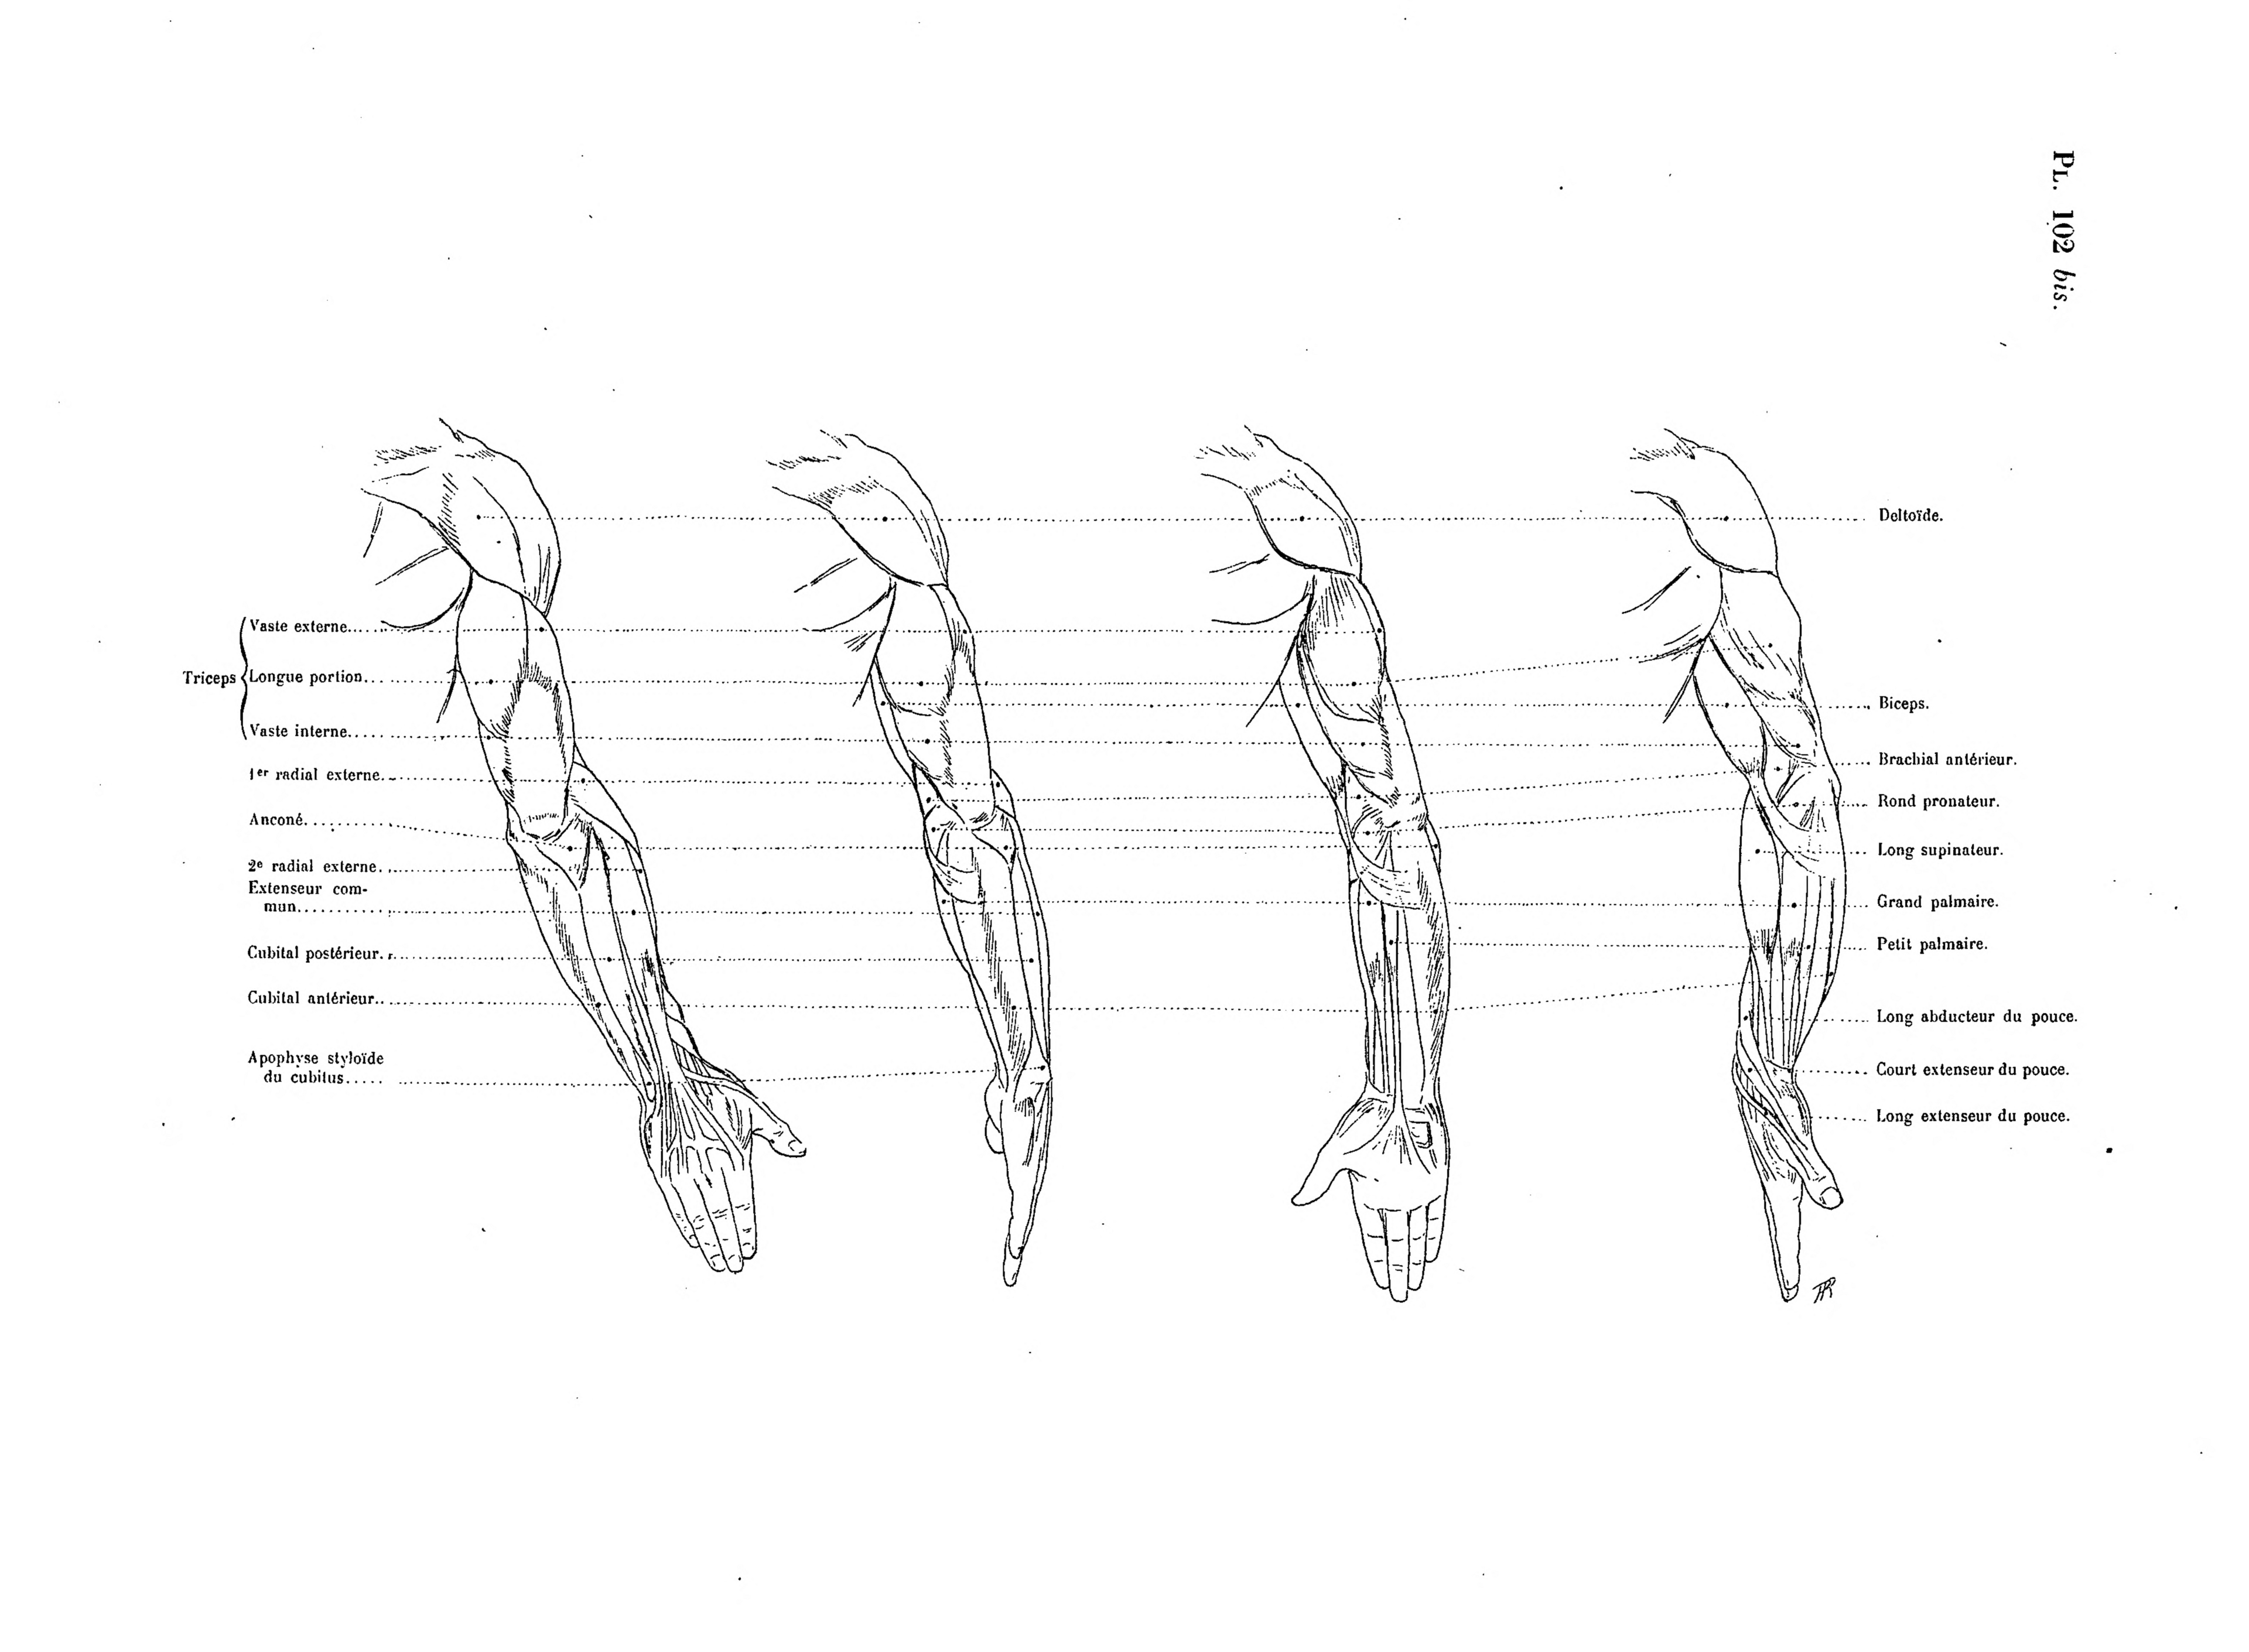 PL. 102 bis.
Triceps
Vaste externe.....
Longue portion...
Vaste interne.....
1er radial externe...
Anconé.........
2e radial externe.
Extenseur com-
mun............
Cubital postérieur.
Cubital antérieur..
Apophyse styloïde
du cubitus.....
Deltoïde.
Biceps.
Brachial antérieur.
Rond pronateur.
Long supinateur.
Grand palmaire.
Petit palmaire.
Long abducteur du pouce.
Court extenseur du pouce.
Long extenseur du pouce.